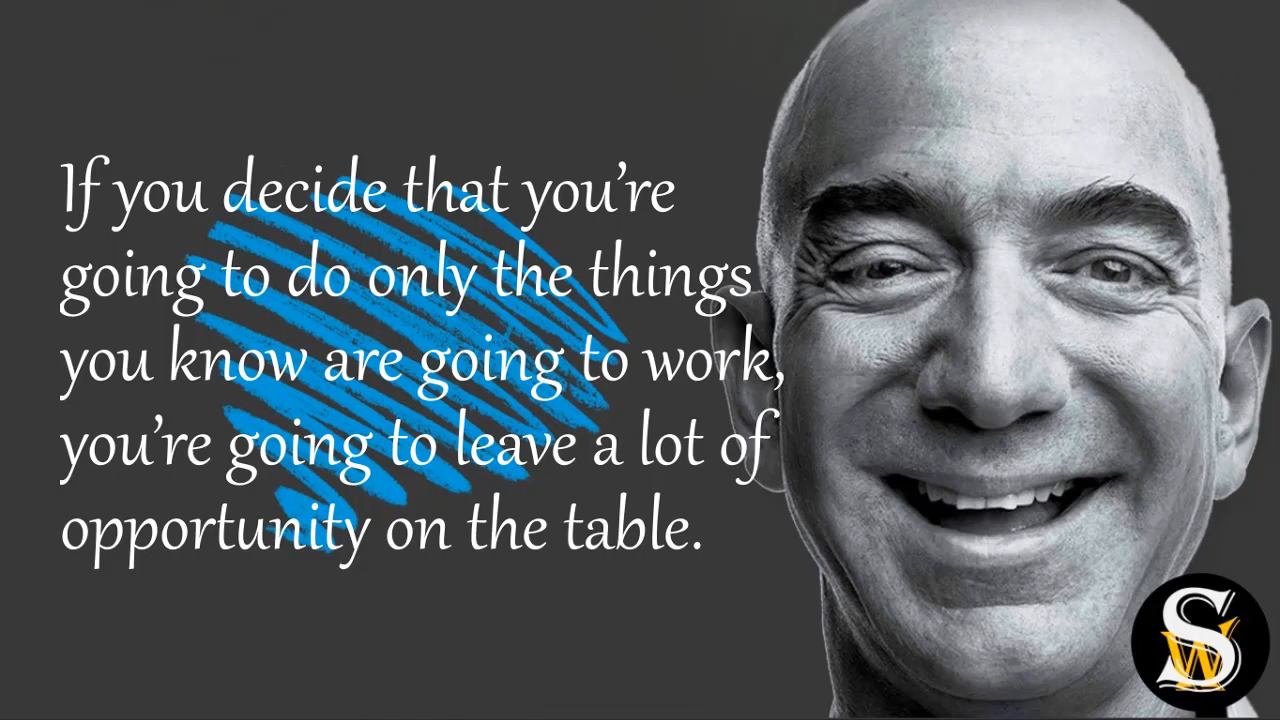 If you decide that you’re
going to do only the things
you know are going to work,
you’re going to leave a lot of
opportunity on the table.
SW